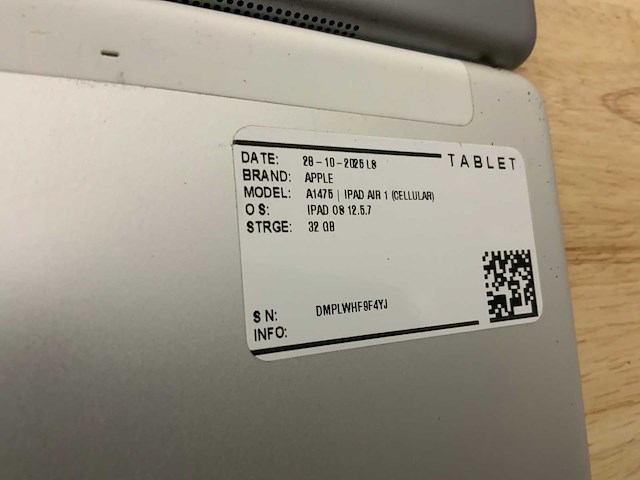 TABLET
DATE: 28-10-2025 LS
BRAND: APPLE
MODEL: A1475 | IPAD AIR 1 (CELLULAR)
OS: IPAD OS 12.5.7
STRGE: 32 GB
SN: DMPLWHF9F4YJ
INFO: